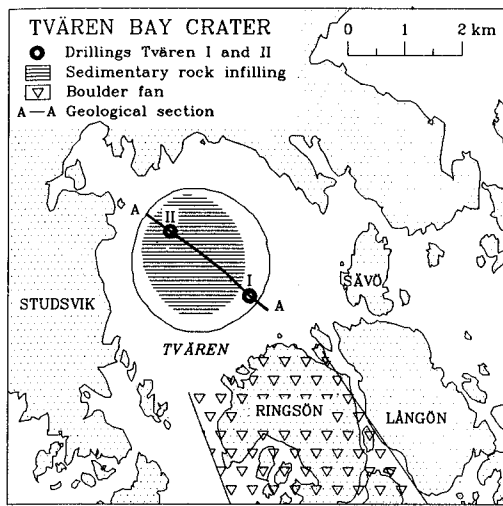 TVÄREN BAY CRATER
Drillings Tvären I and II
Sedimentary rock infilling
Boulder fan
A—A Geological section
0 1 2 km
A
II
I
A
SÄVÖ
STUDSVIK
TVÄREN
RINGSÖN
LÅNGÖN